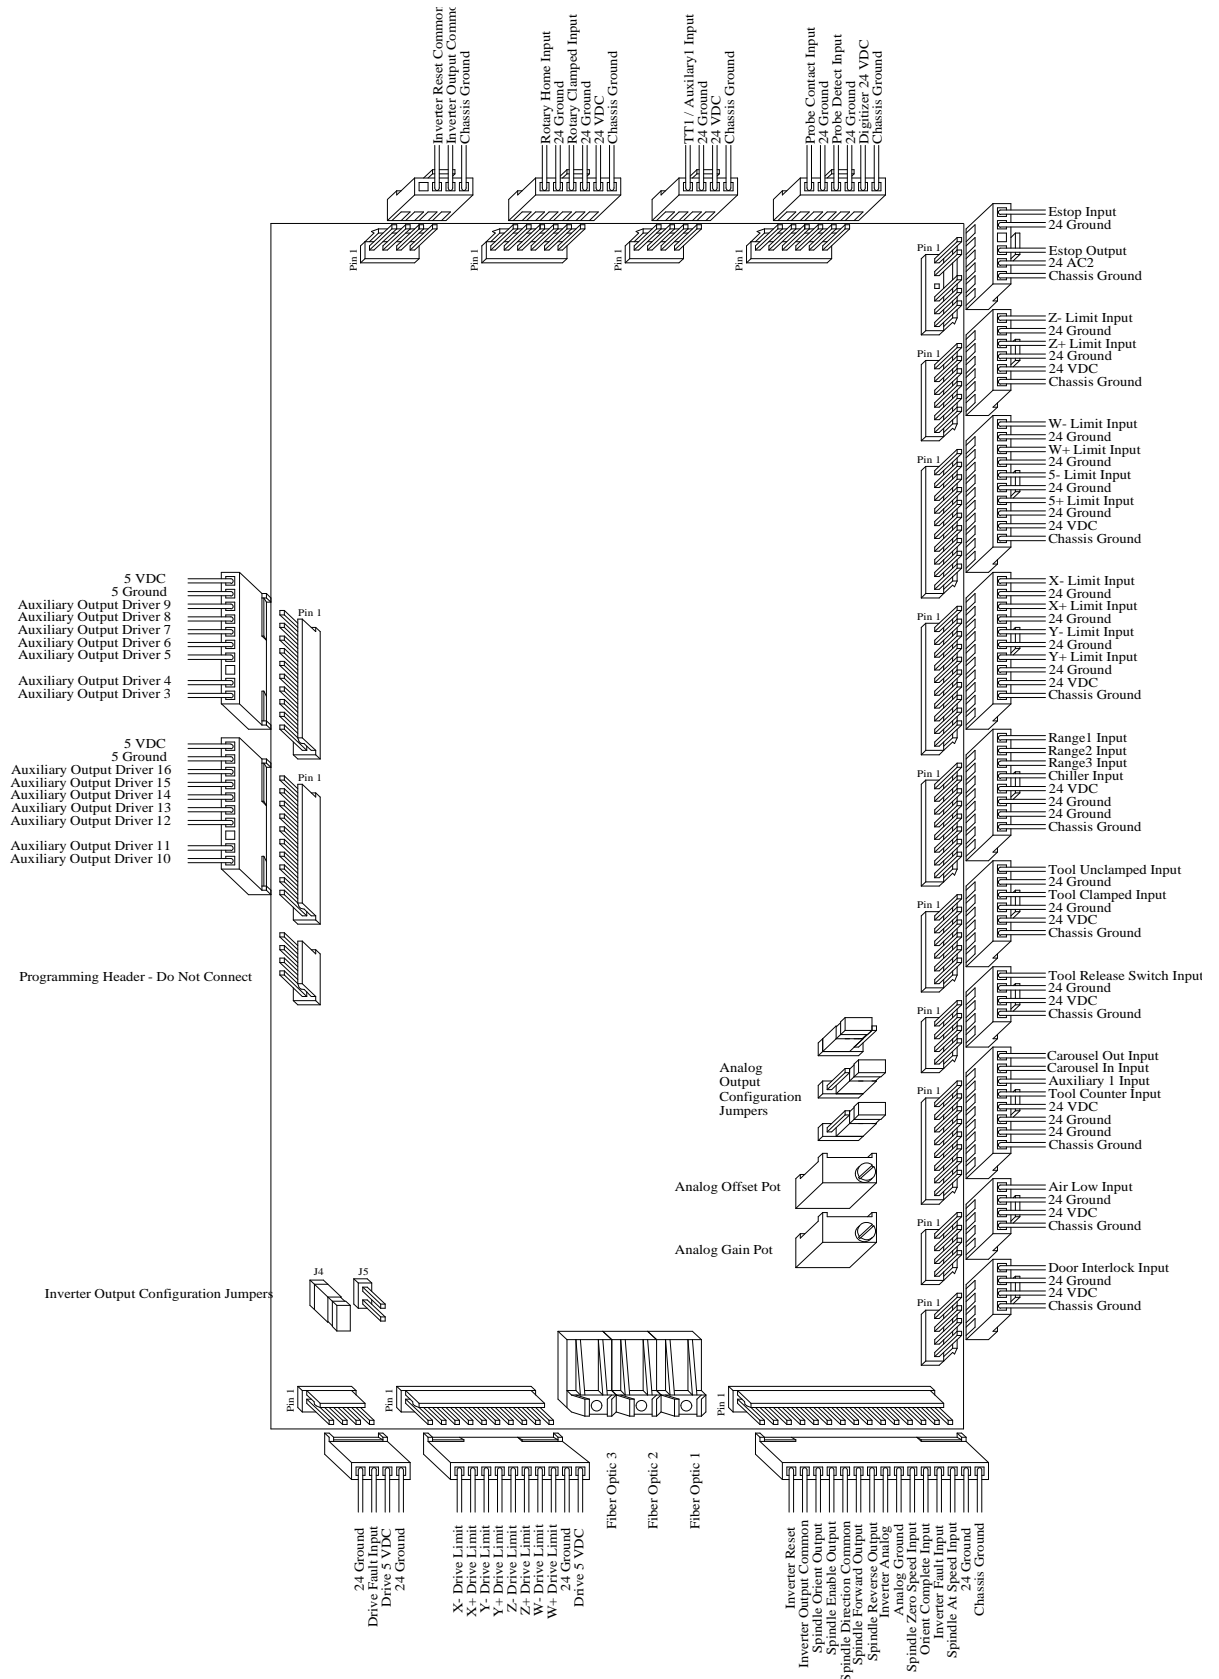 Inverter Reset Common
Inverter Output Commo
Chassis Ground
Rotary Home Input
24 Ground
Rotary Clamped Input
24 Ground
24 VDC
Chassis Ground
TT1 / Auxilary1 Input
24 Ground
24 VDC
Chassis Ground
Probe Contact Input
24 Ground
Probe Detect Input
24 Ground
Digitizer 24 VDC
Chassis Ground
Pin 1
Pin 1
Pin 1
Pin 1
Pin 1
Estop Input
24 Ground
Estop Output
24 AC2
Chassis Ground
Pin 1
Z- Limit Input
24 Ground
Z+ Limit Input
24 Ground
24 VDC
Chassis Ground
Pin 1
W- Limit Input
24 Ground
W+ Limit Input
24 Ground
5- Limit Input
24 Ground
5+ Limit Input
24 Ground
24 VDC
Chassis Ground
Pin 1
X- Limit Input
24 Ground
X+ Limit Input
24 Ground
Y- Limit Input
24 Ground
Y+ Limit Input
24 Ground
24 VDC
Chassis Ground
Pin 1
Range1 Input
Range2 Input
Range3 Input
Chiller Input
24 VDC
24 Ground
24 Ground
Chassis Ground
Pin 1
Tool Unclamped Input
24 Ground
Tool Clamped Input
24 Ground
24 VDC
Chassis Ground
Pin 1
Tool Release Switch Input
24 Ground
24 VDC
Chassis Ground
Pin 1
Carousel Out Input
Carousel In Input
Auxiliary 1 Input
Tool Counter Input
24 VDC
24 Ground
24 Ground
Chassis Ground
Pin 1
Air Low Input
24 Ground
24 VDC
Chassis Ground
Pin 1
Door Interlock Input
24 Ground
24 VDC
Chassis Ground
5 VDC
5 Ground
Auxiliary Output Driver 9
Auxiliary Output Driver 8
Auxiliary Output Driver 7
Auxiliary Output Driver 6
Auxiliary Output Driver 5
Auxiliary Output Driver 4
Auxiliary Output Driver 3
Pin 1
5 VDC
5 Ground
Auxiliary Output Driver 16
Auxiliary Output Driver 15
Auxiliary Output Driver 14
Auxiliary Output Driver 13
Auxiliary Output Driver 12
Auxiliary Output Driver 11
Auxiliary Output Driver 10
Pin 1
Programming Header - Do Not Connect
Analog
Output
Configuration
Jumpers
Analog Offset Pot
Analog Gain Pot
J4
J5
Inverter Output Configuration Jumpers
Pin 1
Pin 1
Pin 1
24 Ground
Drive Fault Input
Drive 5 VDC
24 Ground
X- Drive Limit
X+ Drive Limit
Y- Drive Limit
Y+ Drive Limit
Z- Drive Limit
Z+ Drive Limit
W- Drive Limit
W+ Drive Limit
24 Ground
Drive 5 VDC
Fiber Optic 3
Fiber Optic 2
Fiber Optic 1
Inverter Reset
Inverter Output Common
Spindle Orient Output
Spindle Enable Output
Spindle Direction Common
Spindle Forward Output
Spindle Reverse Output
Inverter Analog
Analog Ground
Spindle Zero Speed Input
Orient Complete Input
Inverter Fault Input
Spindle At Speed Input
24 Ground
Chassis Ground